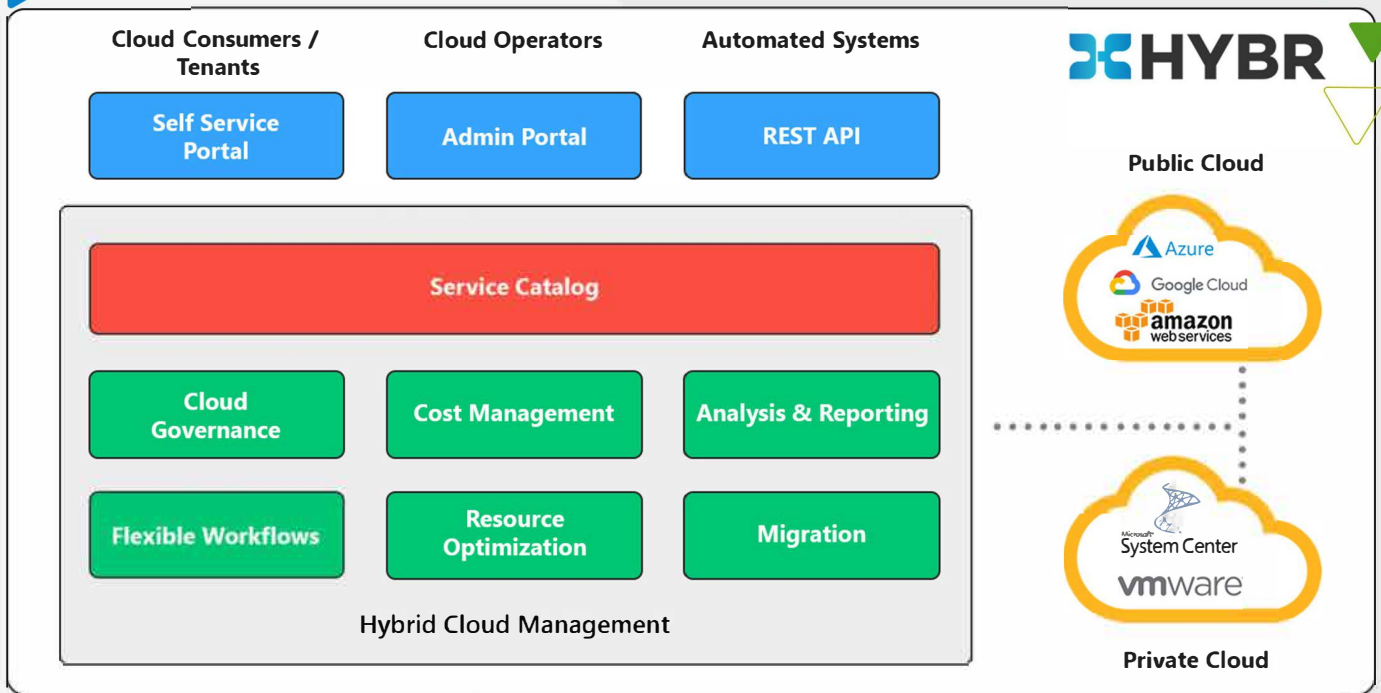 Cloud Consumers /
Tenants
Cloud Operators
Automated Systems
HYBR
Self Service
Portal
Admin Portal
REST API
Public Cloud
Azure
Google Cloud
amazon
webservices
Service Catalog
Cloud
Governance
Cost Management
Analysis & Reporting
Flexible Workflows
Resource
Optimization
Migration
Hybrid Cloud Management
Microsoft
System Center
vmware
Private Cloud